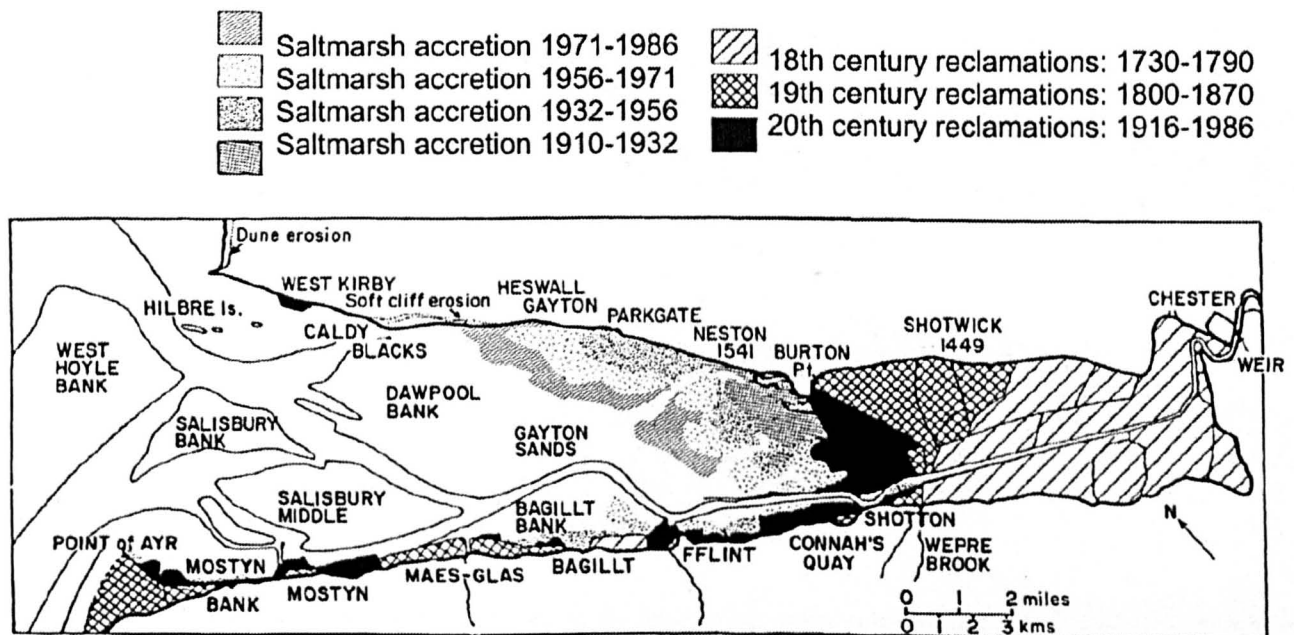 Saltmarsh accretion 1971-1986
Saltmarsh accretion 1956-1971
Saltmarsh accretion 1932-1956
Saltmarsh accretion 1910-1932
18th century reclamations: 1730-1790
19th century reclamations: 1800-1870
20th century reclamations: 1916-1986
Dune erosion
WEST KIRBY
Soft cliff erosion
HESWALL
GAYTON
PARKGATE
NESTON
1541
BURTON
Pt.
SHOTWICK
1449
CHESTER
WEIR
HILBRE Is.
CALDY
BLACKS
WEST
HOYLE
BANK
DAWPOOL
BANK
SALISBURY
BANK
GAYTON
SANDS
SALISBURY
MIDDLE
BAGILLT
BANK
POINT of AYR
MOSTYN
BANK
MOSTYN
MAES-GLAS
BAGILLT
FFLINT
CONNAH'S
QUAY
SHOTTON
WEPRE
BROOK
N
0 1 2 miles
0 1 2 3 kms